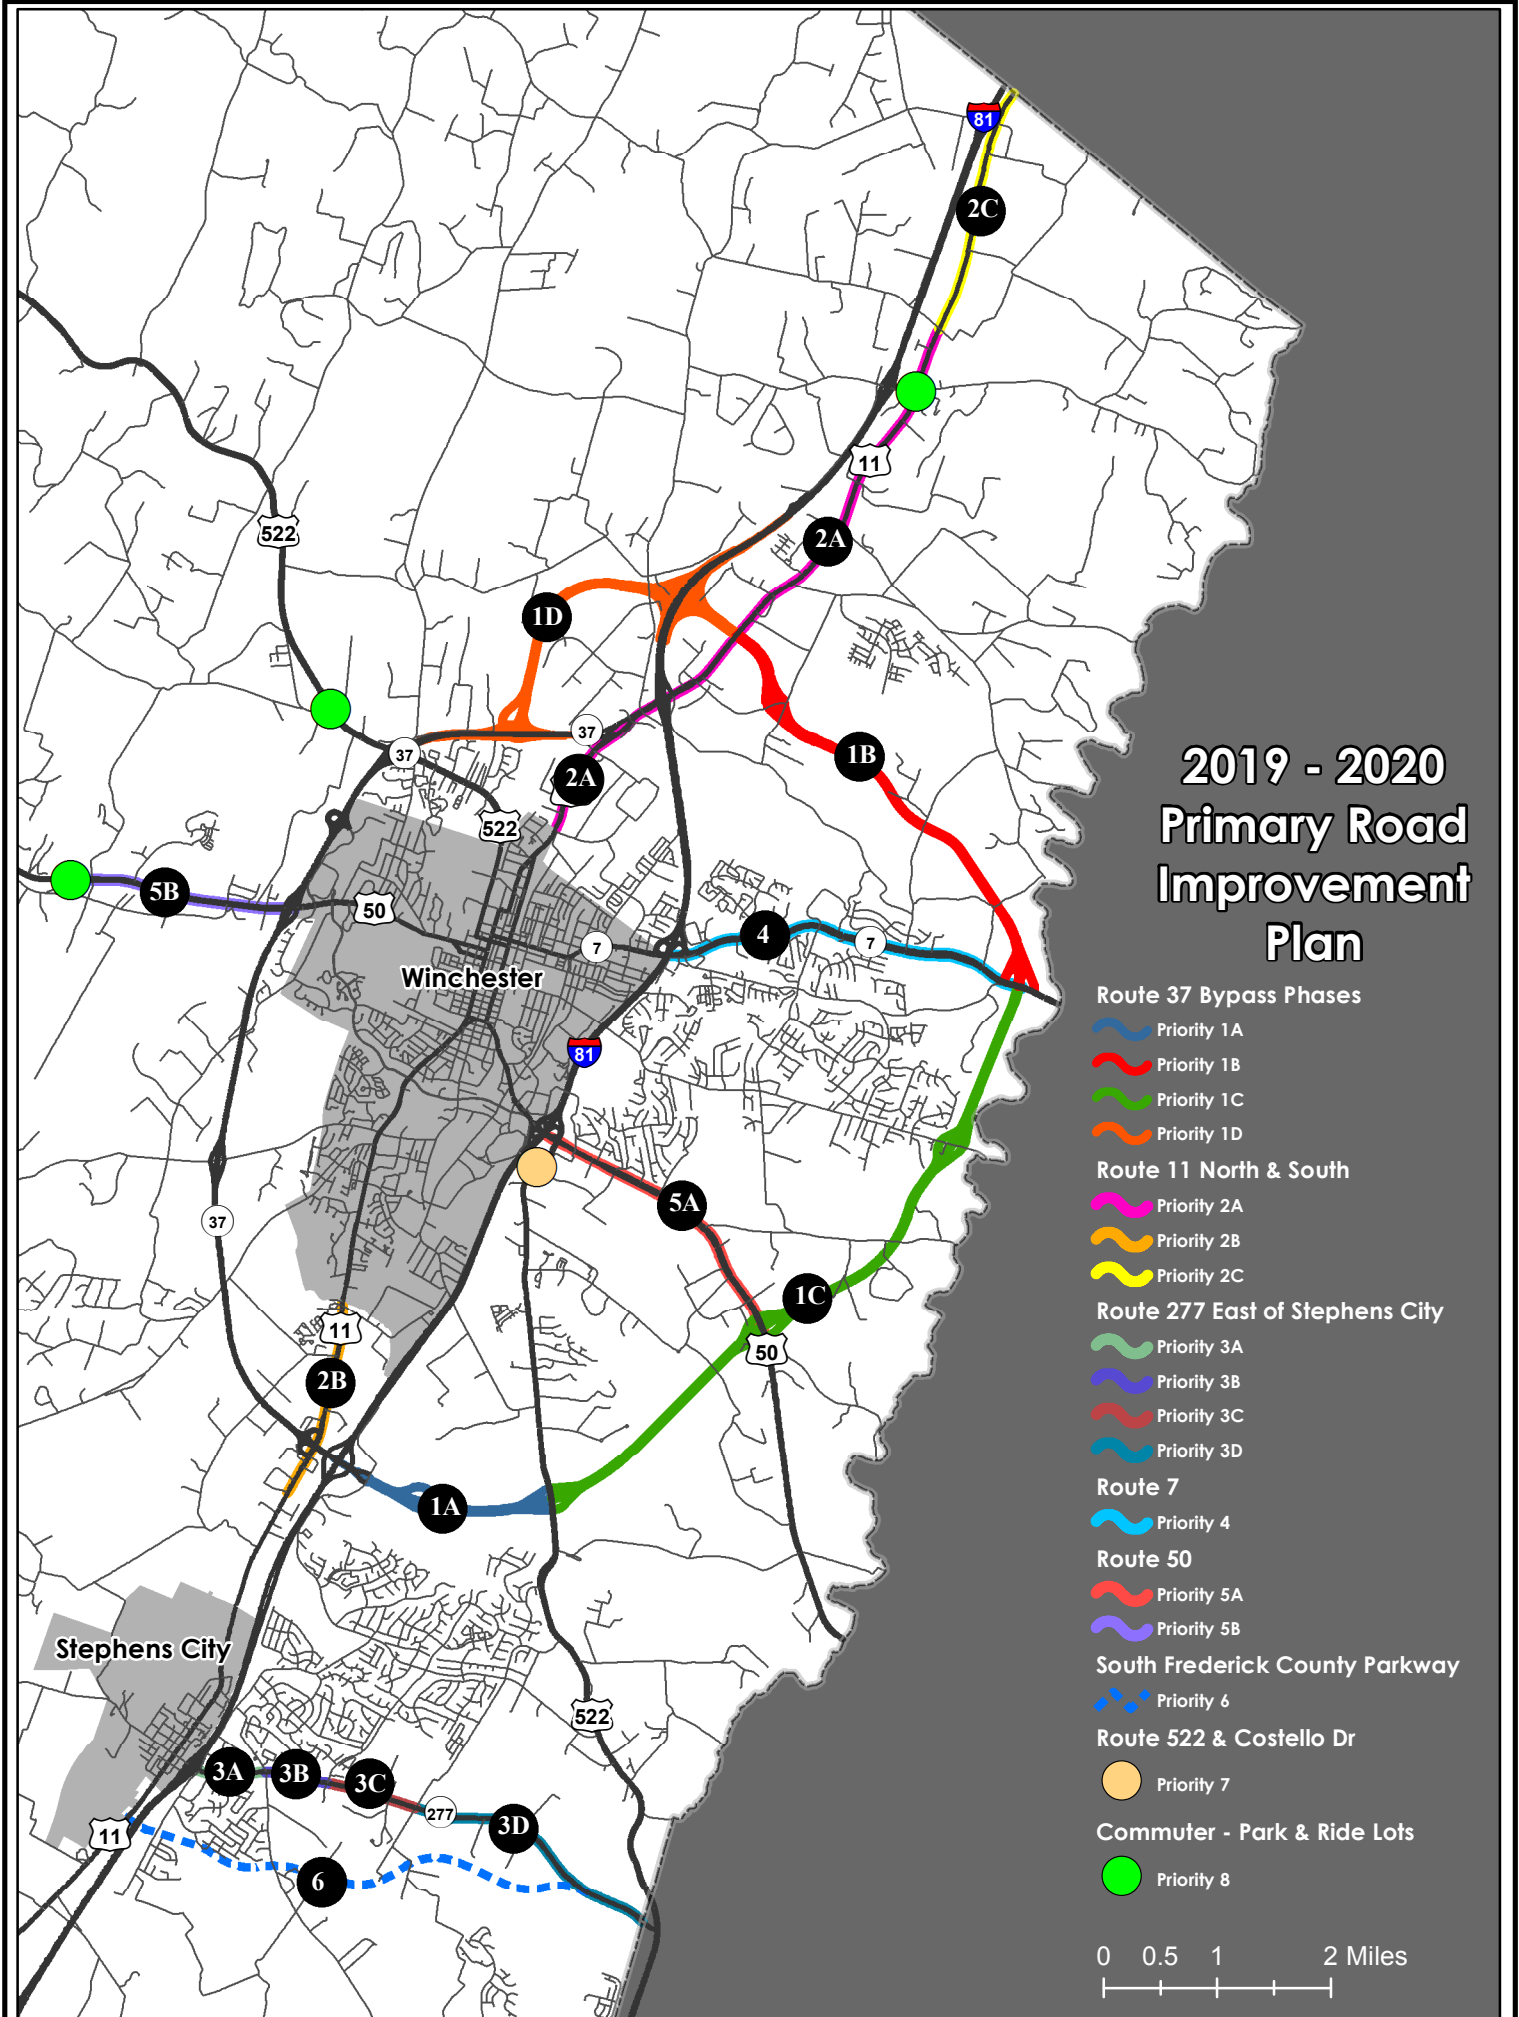 81
2C
11
2A
522
1D
37
37
2A
1B
522
5B
50
7
4
7
Winchester
81
5A
37
1C
11
50
2B
1A
Stephens City
522
3A
3B
3C
277
3D
11
6
2019 - 2020
Primary Road
Improvement
Plan
Route 37 Bypass Phases
Priority 1A
Priority 1B
Priority 1C
Priority 1D
Route 11 North & South
Priority 2A
Priority 2B
Priority 2C
Route 277 East of Stephens City
Priority 3A
Priority 3B
Priority 3C
Priority 3D
Route 7
Priority 4
Route 50
Priority 5A
Priority 5B
South Frederick County Parkway
Priority 6
Route 522 & Costello Dr
Priority 7
Commuter - Park & Ride Lots
Priority 8
0 0.5 1 2 Miles